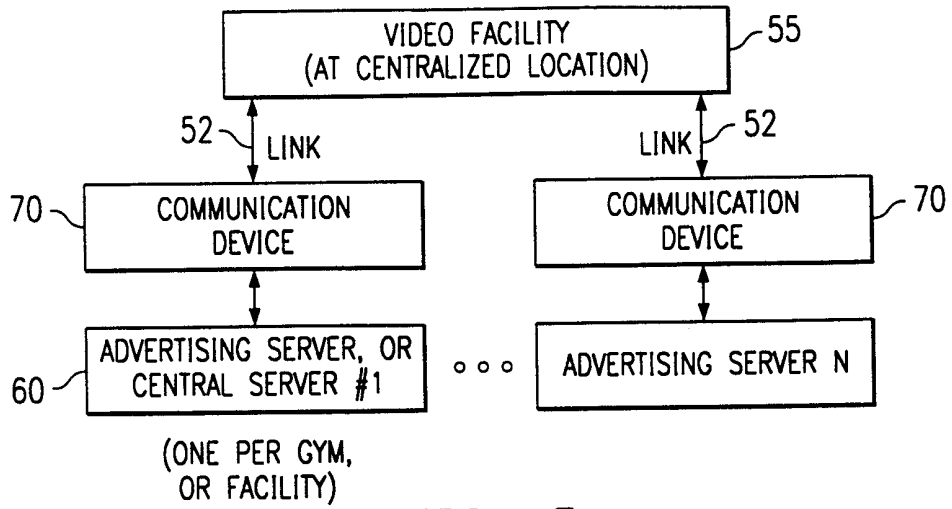 VIDEO FACILITY
(AT CENTRALIZED LOCATION)
55
52
LINK
LINK
52
70
COMMUNICATION
DEVICE
COMMUNICATION
DEVICE
70
60
ADVERTISING SERVER, OR
CENTRAL SERVER #1
ADVERTISING SERVER N
(ONE PER GYM,
OR FACILITY)